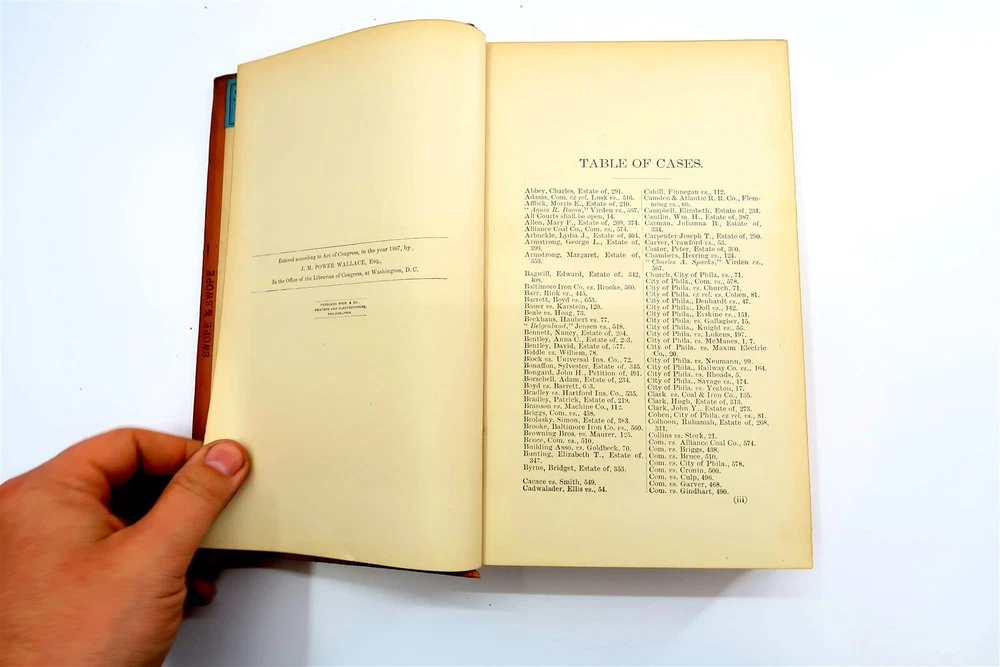 SWOPE & SWOPE
Entered according to Act of Congress, in the year 1887, by
J. M. POWER WALLACE, ESQ.,
In the Office of the Librarian of Congress, at Washington, D. C.
FERGUSON BROS. & CO.,
PRINTERS AND ELECTROTYPERS,
PHILADELPHIA.
TABLE OF CASES.
Abbey, Charles, Estate of, 291.
Adams, Com. ex rel. Lusk vs., 516.
Afflick, Morris E., Estate of, 210.
"Agnes R. Bacon," Virden vs., 567.
All Courts shall be open, 14.
Allen, Mary F., Estate of, 269, 374.
Alliance Coal Co., Com. vs., 574.
Arbuckle, Lydia J., Estate of, 404.
Armstrong, George L., Estate of,
399.
Armstrong, Margaret, Estate of,
353.
Bagwill, Edward, Estate of, 342,
408.
Baltimore Iron Co. vs. Brooke, 560.
Barr, Rink vs., 445.
Barrett, Boyd vs., 653.
Bauer vs. Karsten, 120.
Beale vs. Hoag, 73.
Beckhaus, Haubert vs. 77.
"Belgenland," Jensen vs., 518.
Bennett, Nancy, Estate of, 204.
Bentley, Anna C., Estate of,
Bentley, David, Estate of, 577.
Biddle vs. Wilhem, 78.
Block vs. Universal Ins. Co., 72.
Bonaffon, Sylvester, Estate of, 345.
Bongard, John H., Petition of, 491.
Borschell, Adam, Estate of, 234.
Boyd vs. Barrett,
Bradley vs. Hartford Ins. Co., 535.
Bradley, Patrick, Estate of, 219.
Branson vs. Machine Co., 112.
Briggs, Com. vs., 438.
Brolasky, Simon, Estate of, 383.
Brooke, Baltimore Iron Co. vs., 560.
Browning Bros. vs. Maurer, 125.
Bruce, Com. vs., 510.
Building Asso. vs. Goldbeck, 70.
Bunting, Elizabeth T., Estate of,
347.
Byrne, Bridget, Estate of, 353.
Cacace vs. Smith, 549.
Cadwalader, Ellis vs., 54.
Cahill, Finnegan vs., 112.
Camden & Atlantic R. R. Co., Flem-
ming vs., 69.
Campbell, Elizabeth, Estate of, 231.
Cantlin, Wm. H., Estate of, 387.
Carman, Julianna B., Estate of,
334.
Carpenter Joseph T., Estate of, 290.
Carver, Crawford vs., 53.
Castor, Peter, Estate of, 300.
Chambers, Herring vs., 124.
"Charles A. Sparks," Virden vs.,
567.
Church, City of Phila. vs., 71.
City of Phila., Com. vs., 578.
City of Phila. vs. Church, 71.
City of Phila. ex rel. vs. Cohen, 81.
City of Phila., Denhardt vs., 47.
City of Phila., Doll vs., 142.
City of Phila., Erskine vs., 151.
City of Phila. vs. Gallagher, 15.
City of Phila., Knight vs., 56.
City of Phila. vs. Lukens, 197.
City of Phila. vs. McManes, 1, 7.
City of Phila. vs. Maxim Electric
Co., 20.
City of Phila. vs. Neumann, 99.
City of Phila., Railway Co. vs., 164.
City of Phila. vs. Rhoads, 5.
City of Phila., Savage vs., 174.
City of Phila. vs. Yeaton, 17.
Clark vs. Coal & Iron Co., 135.
Clark, Hugh, Estate of, 313.
Clark, John Y., Estate of, 273.
Cohen, City of Phila. ex rel. vs., 81.
Colhoon, Ruhamah, Estate of, 268,
311.
Collins vs. Stork, 21.
Com. vs. Alliance Coal Co., 574.
Com. vs. Briggs, 438.
Com. vs. Bruce, 510.
Com. vs. City of Phila., 578.
Com. vs. Cronin, 500.
Com. vs. Culp, 496.
Com. vs. Garver, 468.
Com. vs. Gindhart, 490.
(iii)